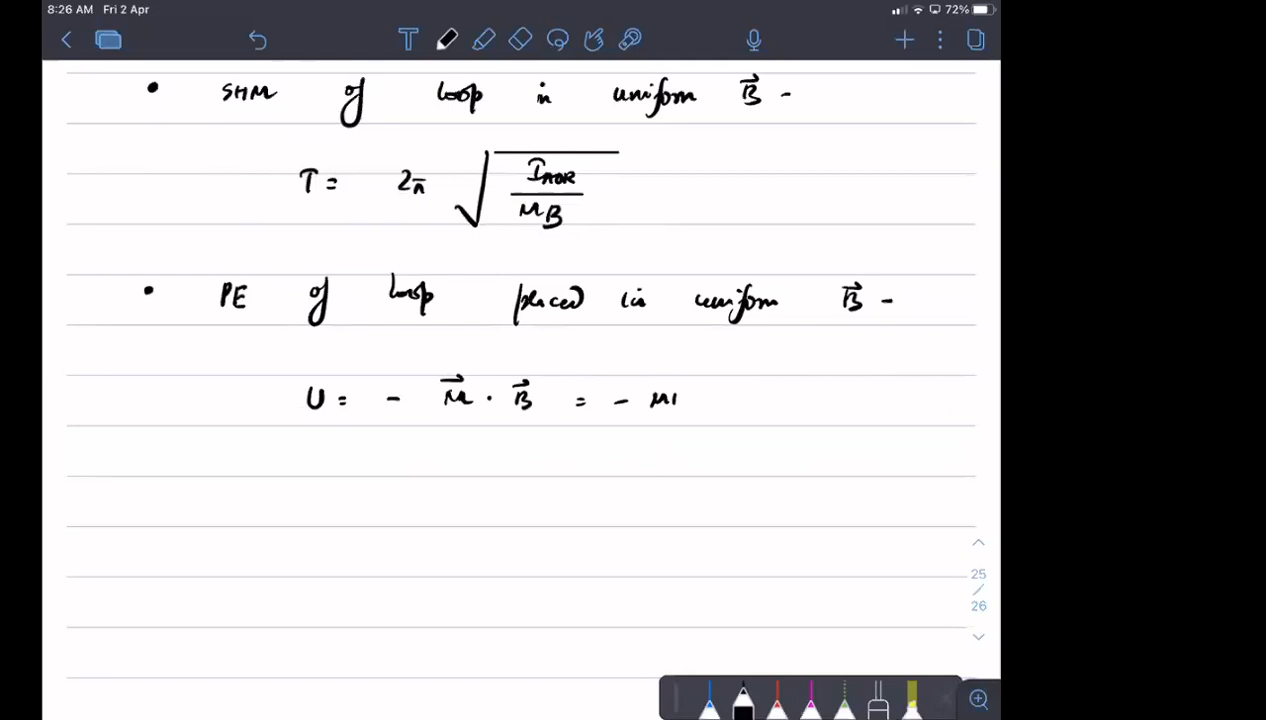 8:26 AM Fri 2 Apr 72%
• SHM of loop in uniform B⃗ -
T = 2π √(I_AOR / MB)
• PE of loop placed in uniform B⃗ -
U = - M⃗ · B⃗ = - M
25
/
26